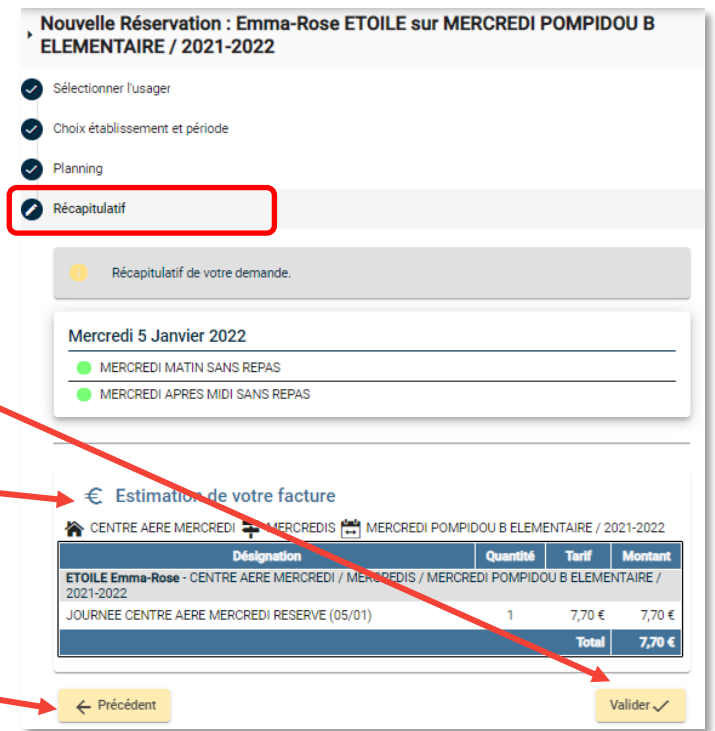 Nouvelle Réservation : Emma-Rose ETOILE sur MERCREDI POMPIDOU B
ELEMENTAIRE / 2021-2022
Sélectionner l'usager
Choix établissement et période
Planning
Récapitulatif
Récapitulatif de votre demande.
Mercredi 5 Janvier 2022
MERCREDI MATIN SANS REPAS
MERCREDI APRES MIDI SANS REPAS
€ Estimation de votre facture
CENTRE AERE MERCREDI MERCREDIS MERCREDI POMPIDOU B ELEMENTAIRE / 2021-2022
Désignation Quantité Tarif Montant
ETOILE Emma-Rose - CENTRE AERE MERCREDI / MERCREDIS / MERCREDI POMPIDOU B ELEMENTAIRE /
2021-2022
JOURNEE CENTRE AERE MERCREDI RESERVE (05/01) 1 7,70 € 7,70 €
Total 7,70 €
← Précédent
Valider ✓